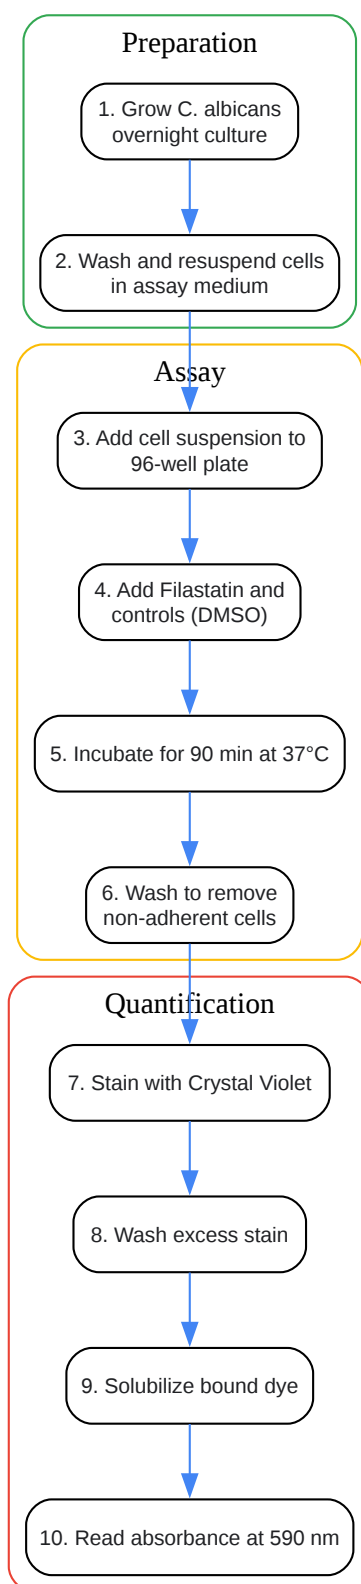 Preparation
1. Grow C. albicans
overnight culture
2. Wash and resuspend cells
in assay medium
Assay
3. Add cell suspension to
96-well plate
4. Add Filastatin and
controls (DMSO)
5. Incubate for 90 min at 37°C
6. Wash to remove
non-adherent cells
Quantification
7. Stain with Crystal Violet
8. Wash excess stain
9. Solubilize bound dye
10. Read absorbance at 590 nm